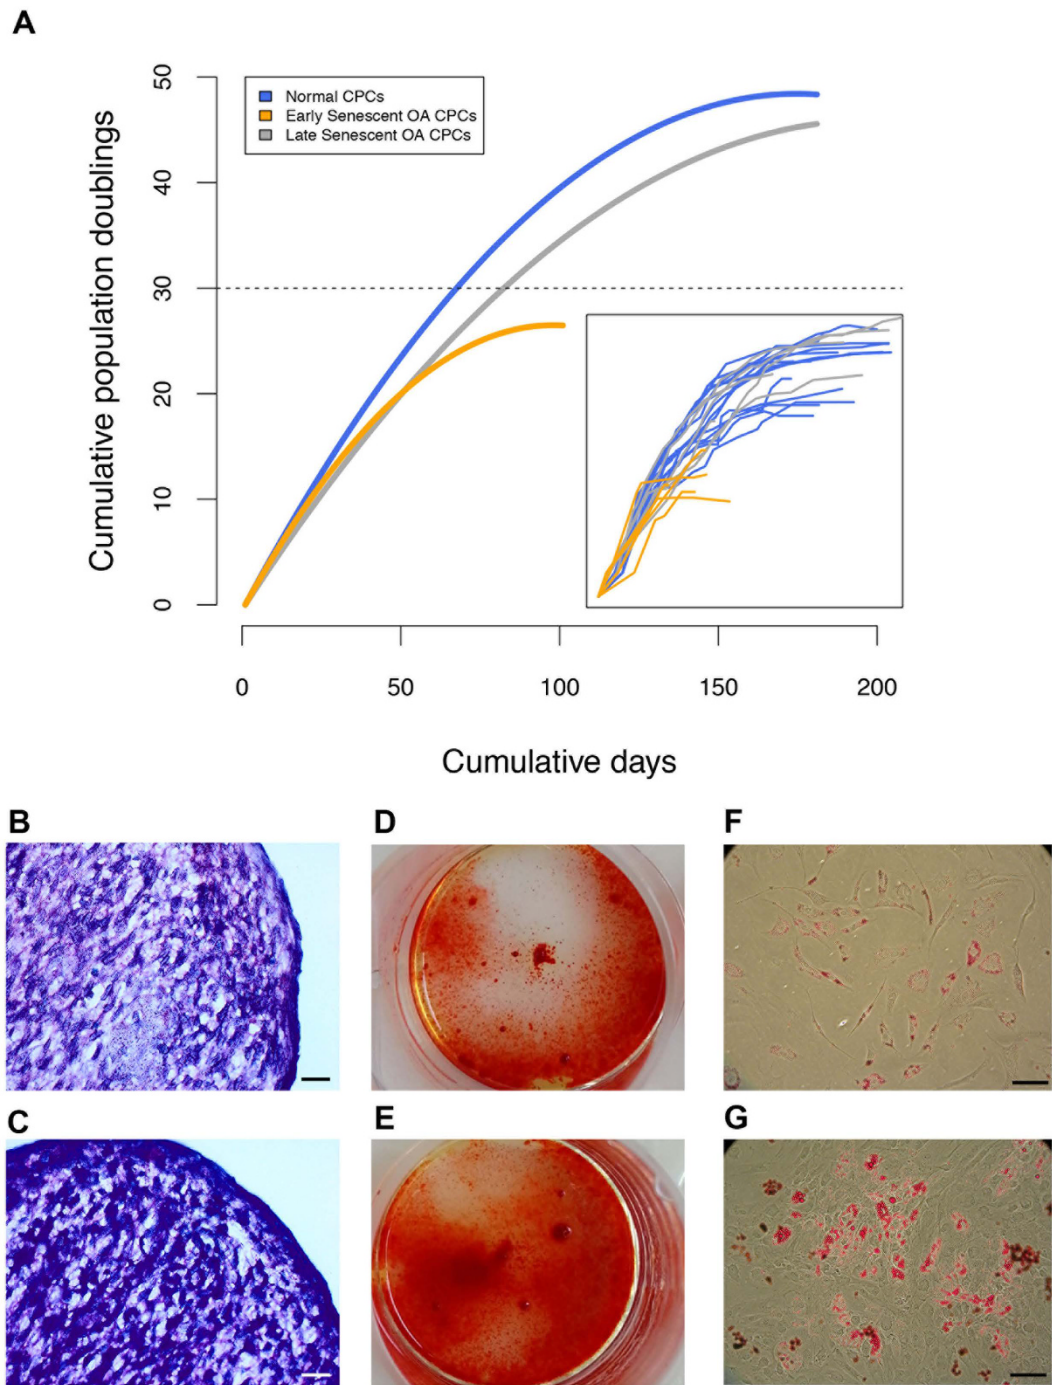 A
Cumulative population doublings
50
40
30
20
10
0
Normal CPCs
Early Senescent OA CPCs
Late Senescent OA CPCs
0 50 100 150 200
Cumulative days
B D F
C E G